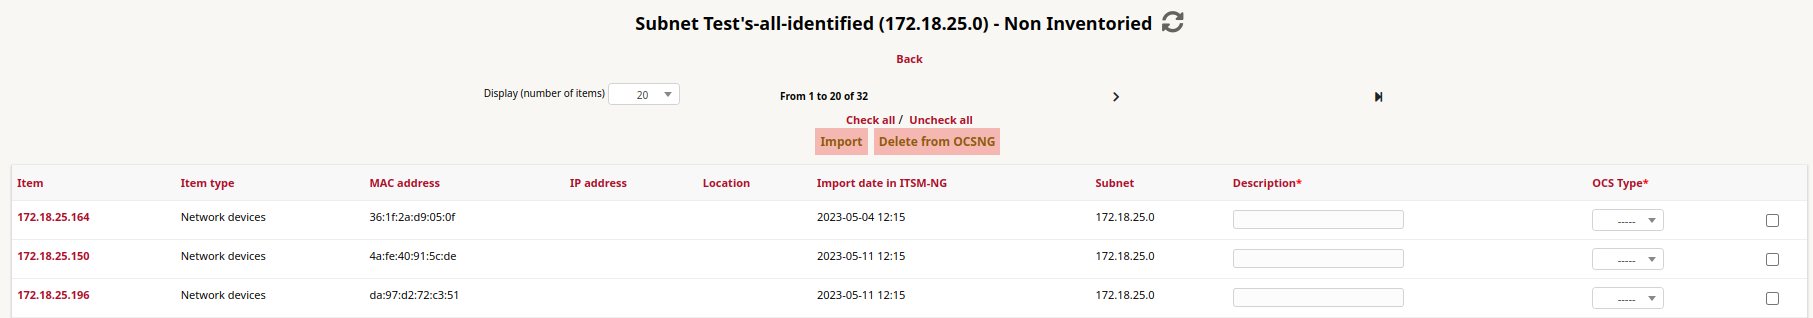 Subnet Test's-all-identified (172.18.25.0) - Non Inventoried
Back
Display (number of items) 20 From 1 to 20 of 32
Check all / Uncheck all
Import Delete from OCSNG
Item Item type MAC address IP address Location Import date in ITSM-NG Subnet Description* OCS Type*
172.18.25.164 Network devices 36:1f:2a:d9:05:0f 2023-05-04 12:15 172.18.25.0 -----
172.18.25.150 Network devices 4a:fe:40:91:5c:de 2023-05-11 12:15 172.18.25.0 -----
172.18.25.196 Network devices da:97:d2:72:c3:51 2023-05-11 12:15 172.18.25.0 -----